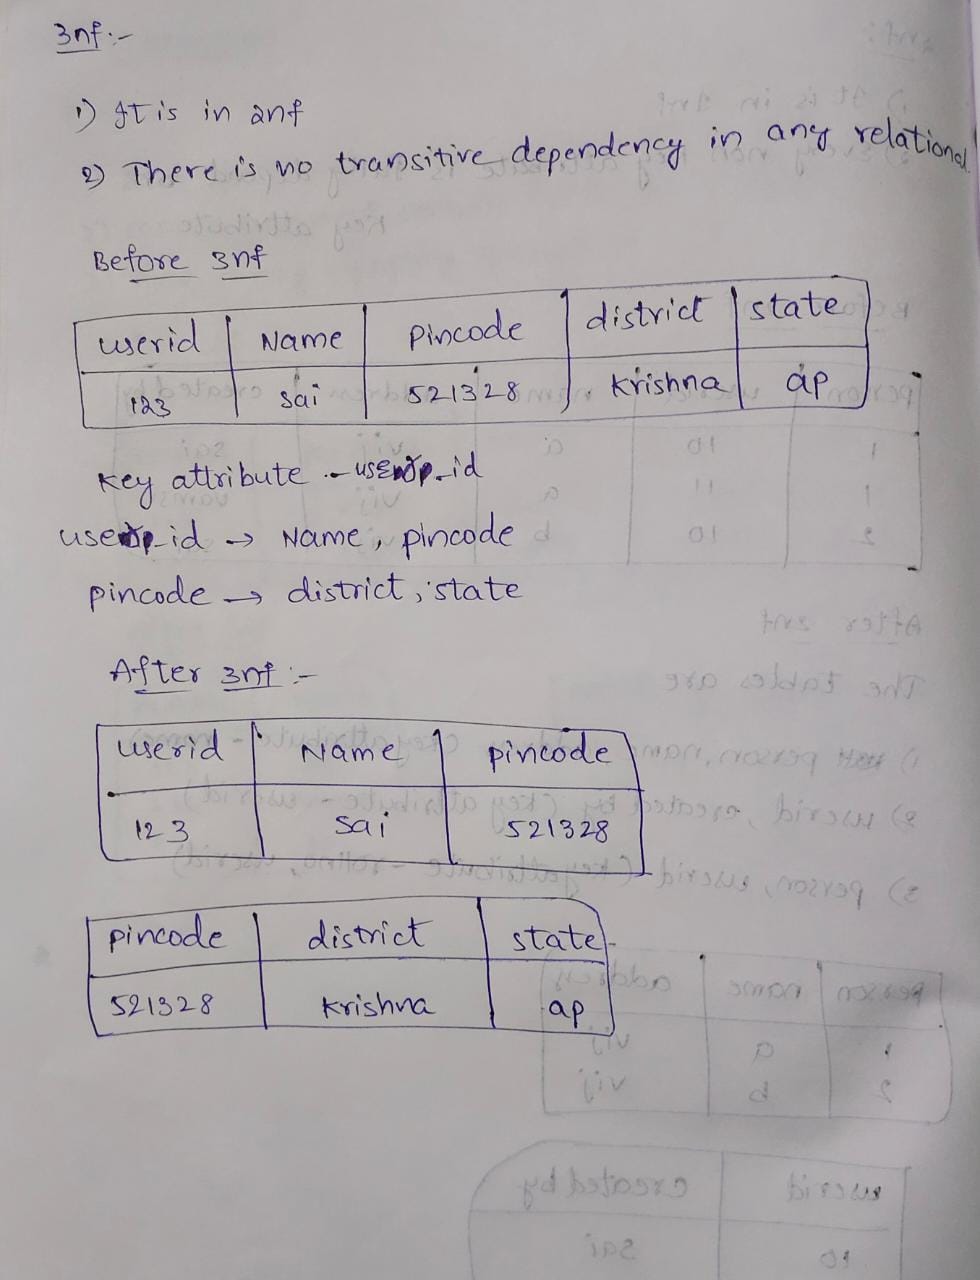 3nf:-
1) It is in 2nf
2) There is no transitive dependency in any relational.
Before 3nf
userid Name Pincode district state
123 sai 521328 Krishna ap
Key attribute - user_id
user_id → Name, pincode
pincode → district, state
After 3nf :-
userid Name pincode
123 sai 521328
pincode district state
521328 Krishna ap